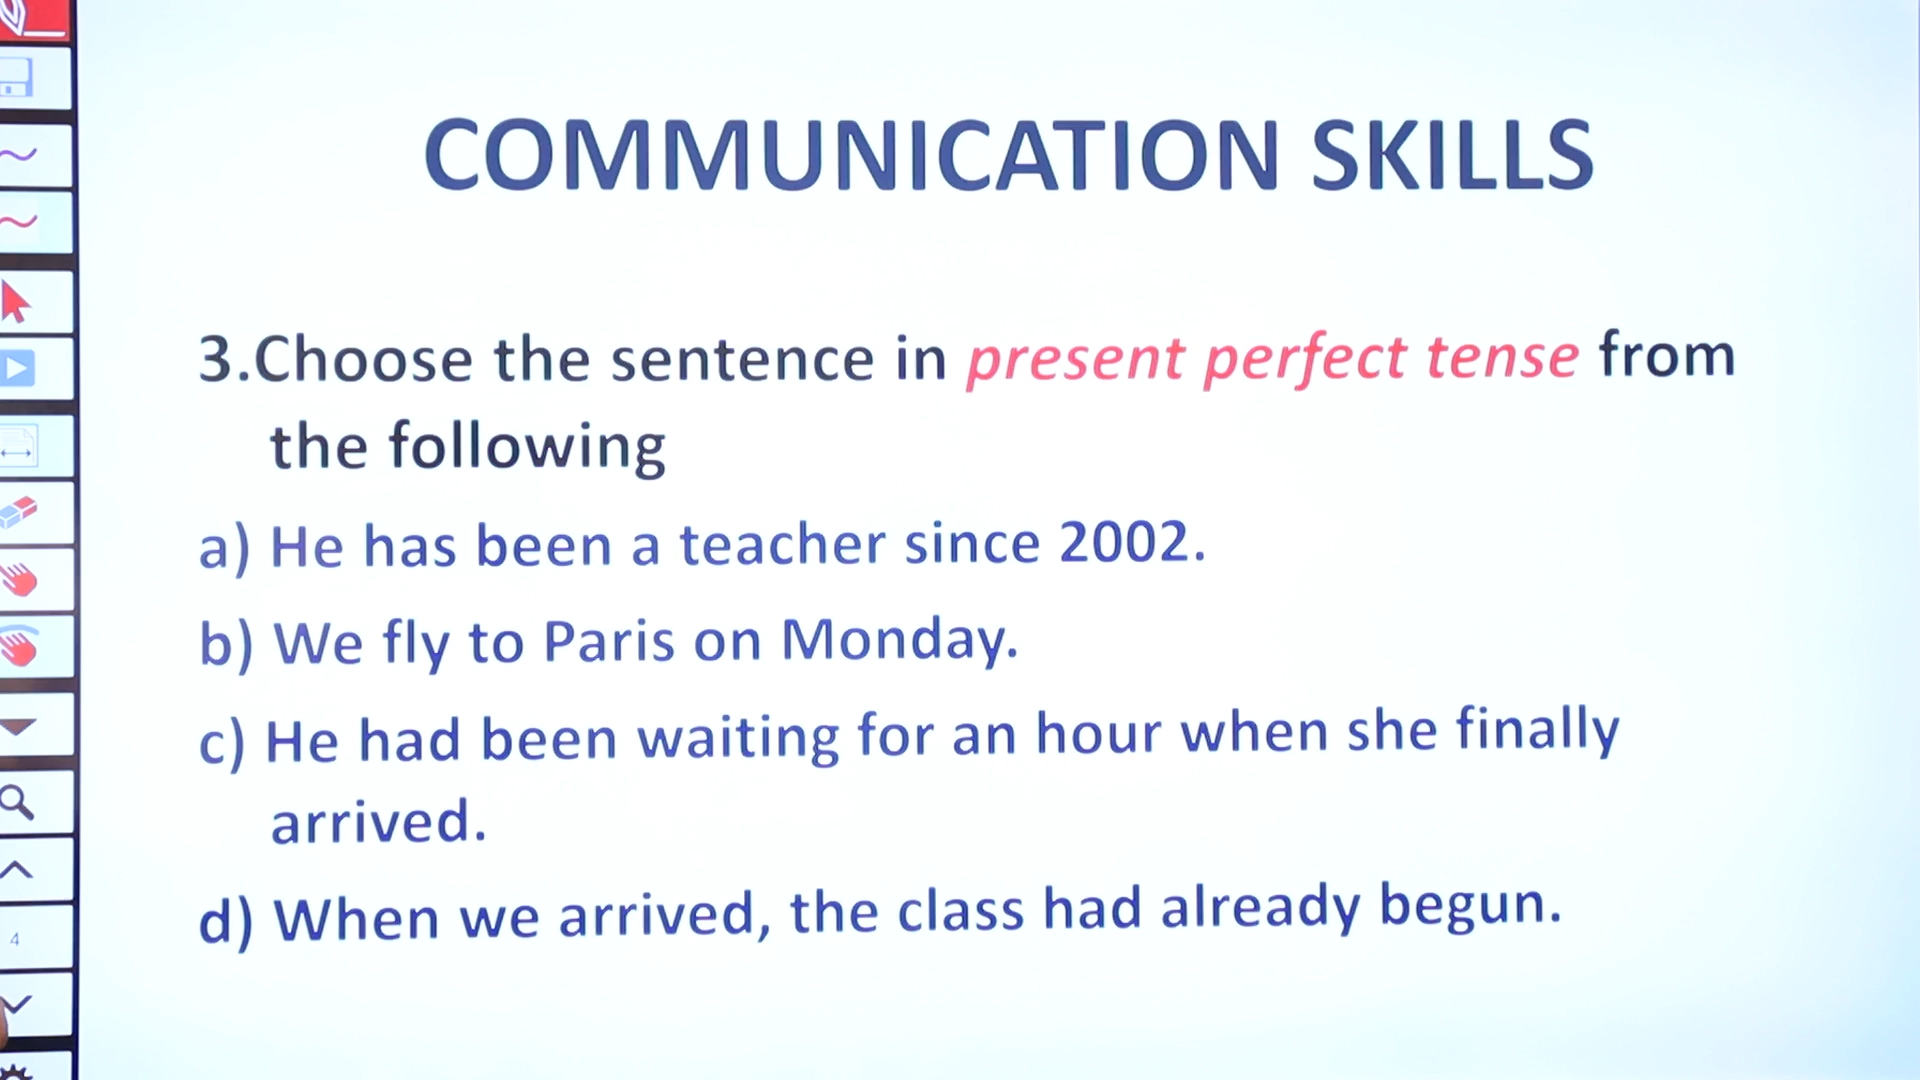 COMMUNICATION SKILLS
3.Choose the sentence in present perfect tense from
the following
a) He has been a teacher since 2002.
b) We fly to Paris on Monday.
c) He had been waiting for an hour when she finally
arrived.
d) When we arrived, the class had already begun.
4